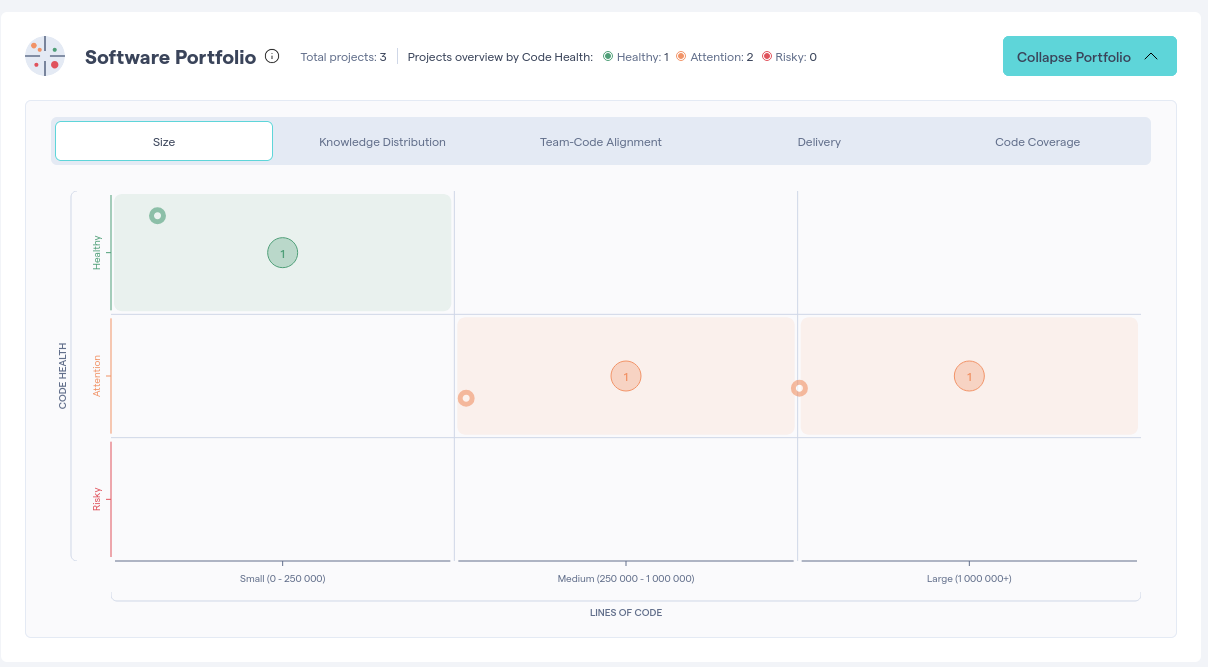 Software Portfolio
Total projects: 3
Projects overview by Code Health:
Healthy: 1
Attention: 2
Risky: 0
Collapse Portfolio
Size
Knowledge Distribution
Team-Code Alignment
Delivery
Code Coverage
CODE HEALTH
Healthy
1
Attention
1
1
Risky
Small (0 - 250 000)
Medium (250 000 - 1 000 000)
Large (1 000 000+)
LINES OF CODE